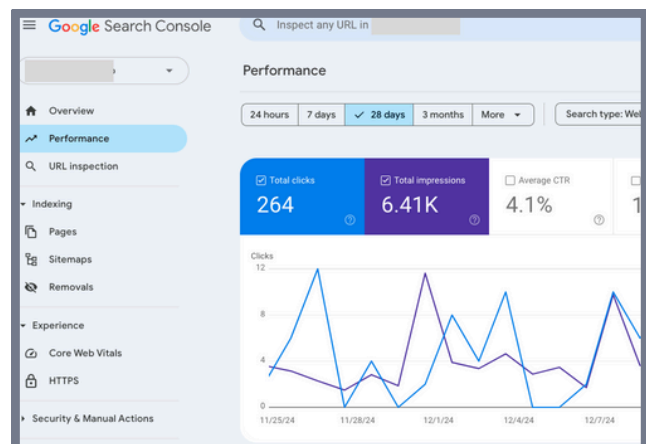 Google Search Console
Inspect any URL in
Performance
Overview
Performance
URL inspection
Indexing
Pages
Sitemaps
Removals
Experience
Core Web Vitals
HTTPS
Security & Manual Actions
24 hours
7 days
28 days
3 months
More
Search type: Wel
Total clicks
264
Total impressions
6.41K
Average CTR
4.1%
1
Clicks
12
8
4
0
11/25/24
11/28/24
12/1/24
12/4/24
12/7/24